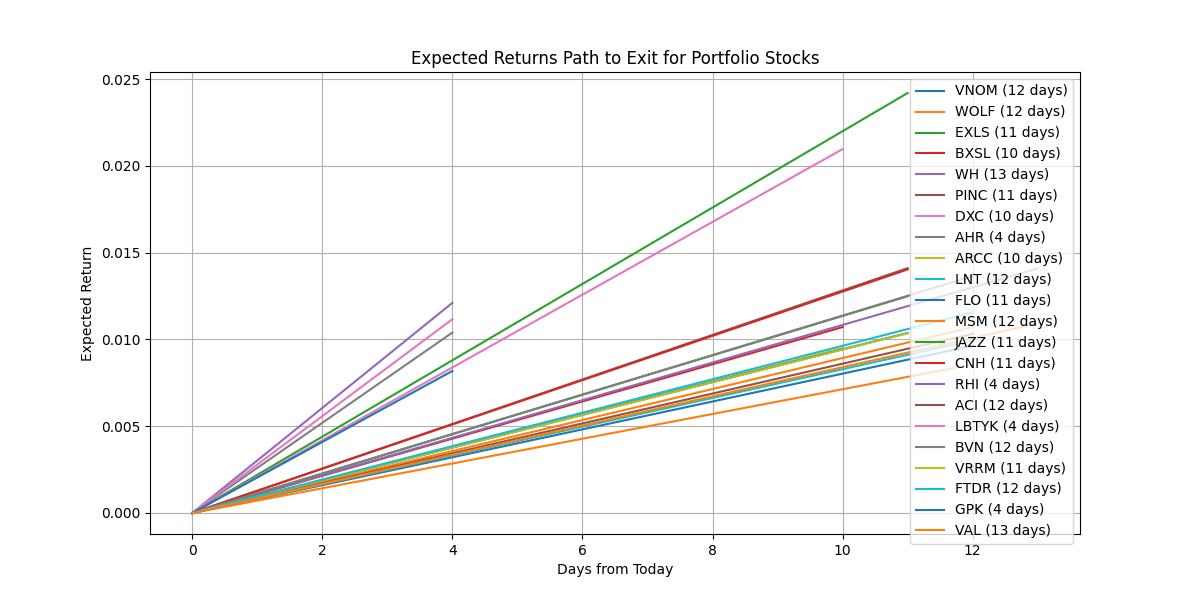 Expected Returns Path to Exit for Portfolio Stocks
0.025
0.020
0.015
0.010
0.005
0.000
Expected Return
0
2
4
6
8
10
12
Days from Today
VNOM (12 days)
WOLF (12 days)
EXLS (11 days)
BXSL (10 days)
WH (13 days)
PINC (11 days)
DXC (10 days)
AHR (4 days)
ARCC (10 days)
LNT (12 days)
FLO (11 days)
MSM (12 days)
JAZZ (11 days)
CNH (11 days)
RHI (4 days)
ACI (12 days)
LBTYK (4 days)
BVN (12 days)
VRRM (11 days)
FTDR (12 days)
GPK (4 days)
VAL (13 days)